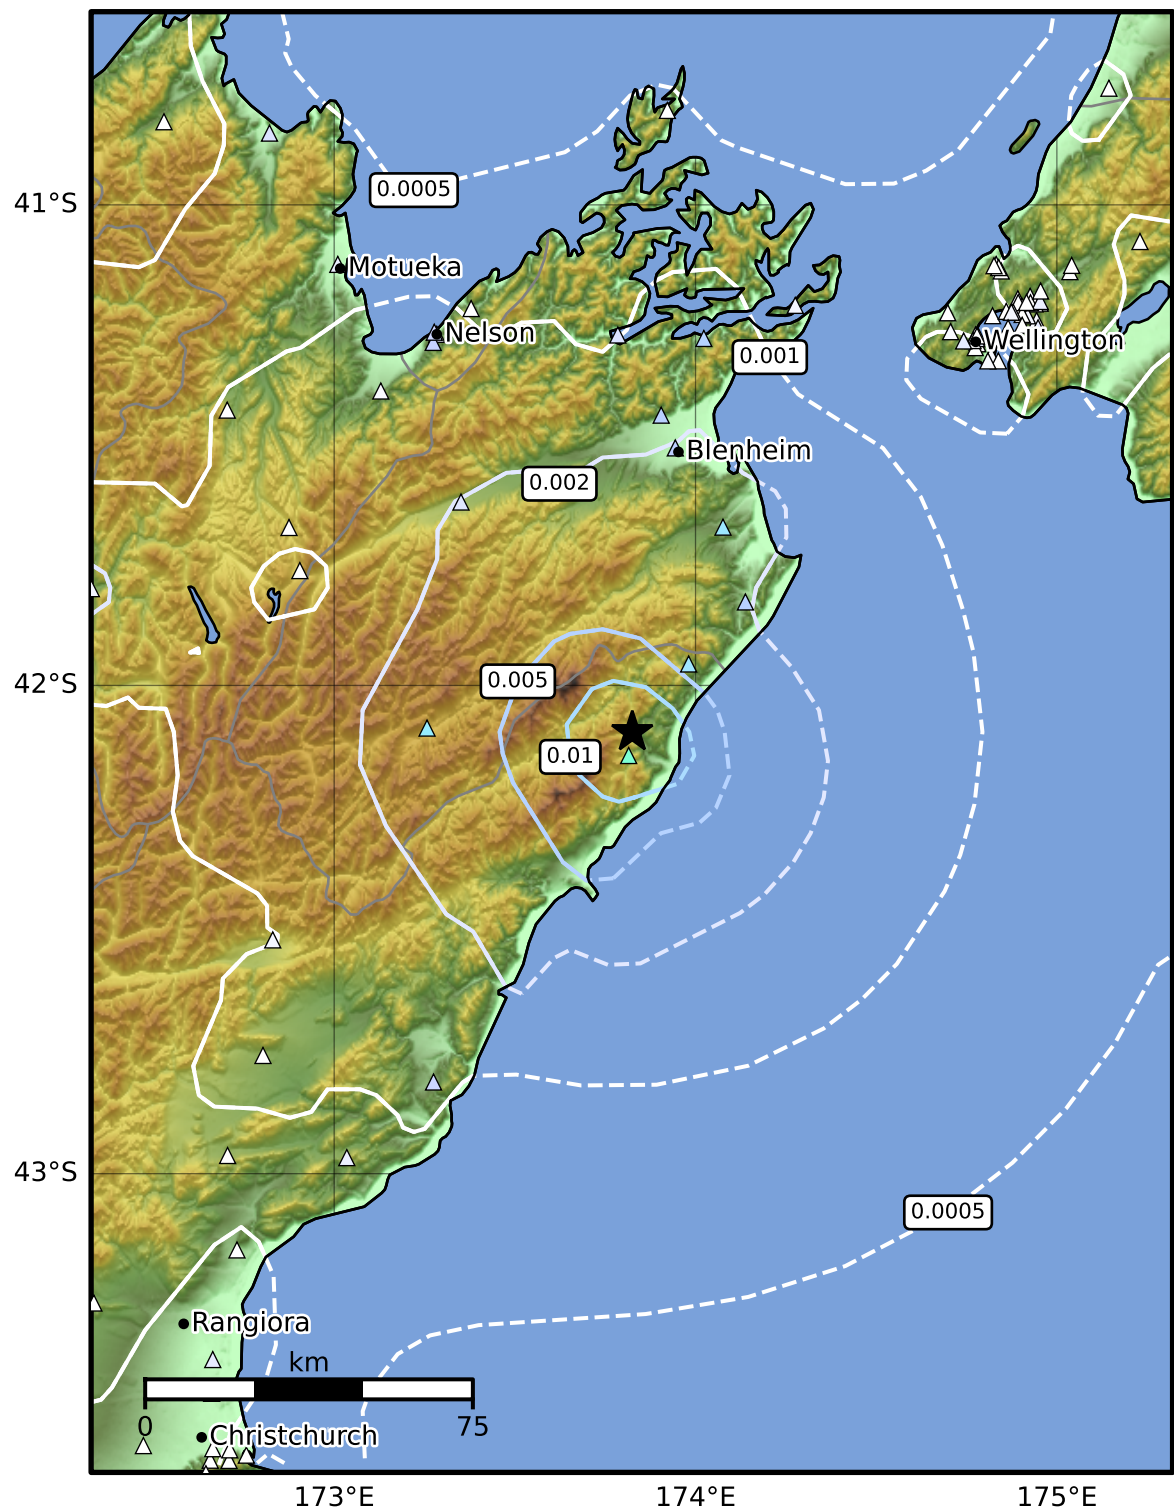 41°S
0.0005
Motueka
Nelson
Wellington
0.001
Blenheim
0.002
42°S
0.005
0.01
43°S
0.0005
Rangiora
km
0
75
Christchurch
173°E
174°E
175°E